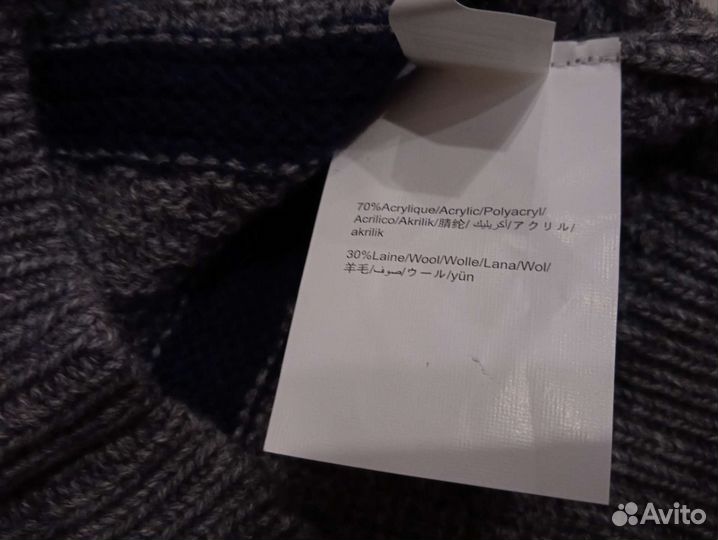 70%Acrylique/Acrylic/Polyacryl/
Acrilico/Akrilik/腈纶/أكريليك/アクリル/
akrilik
30%Laine/Wool/Wolle/Lana/Wol/
羊毛/صوف/ウール/yün
Avito